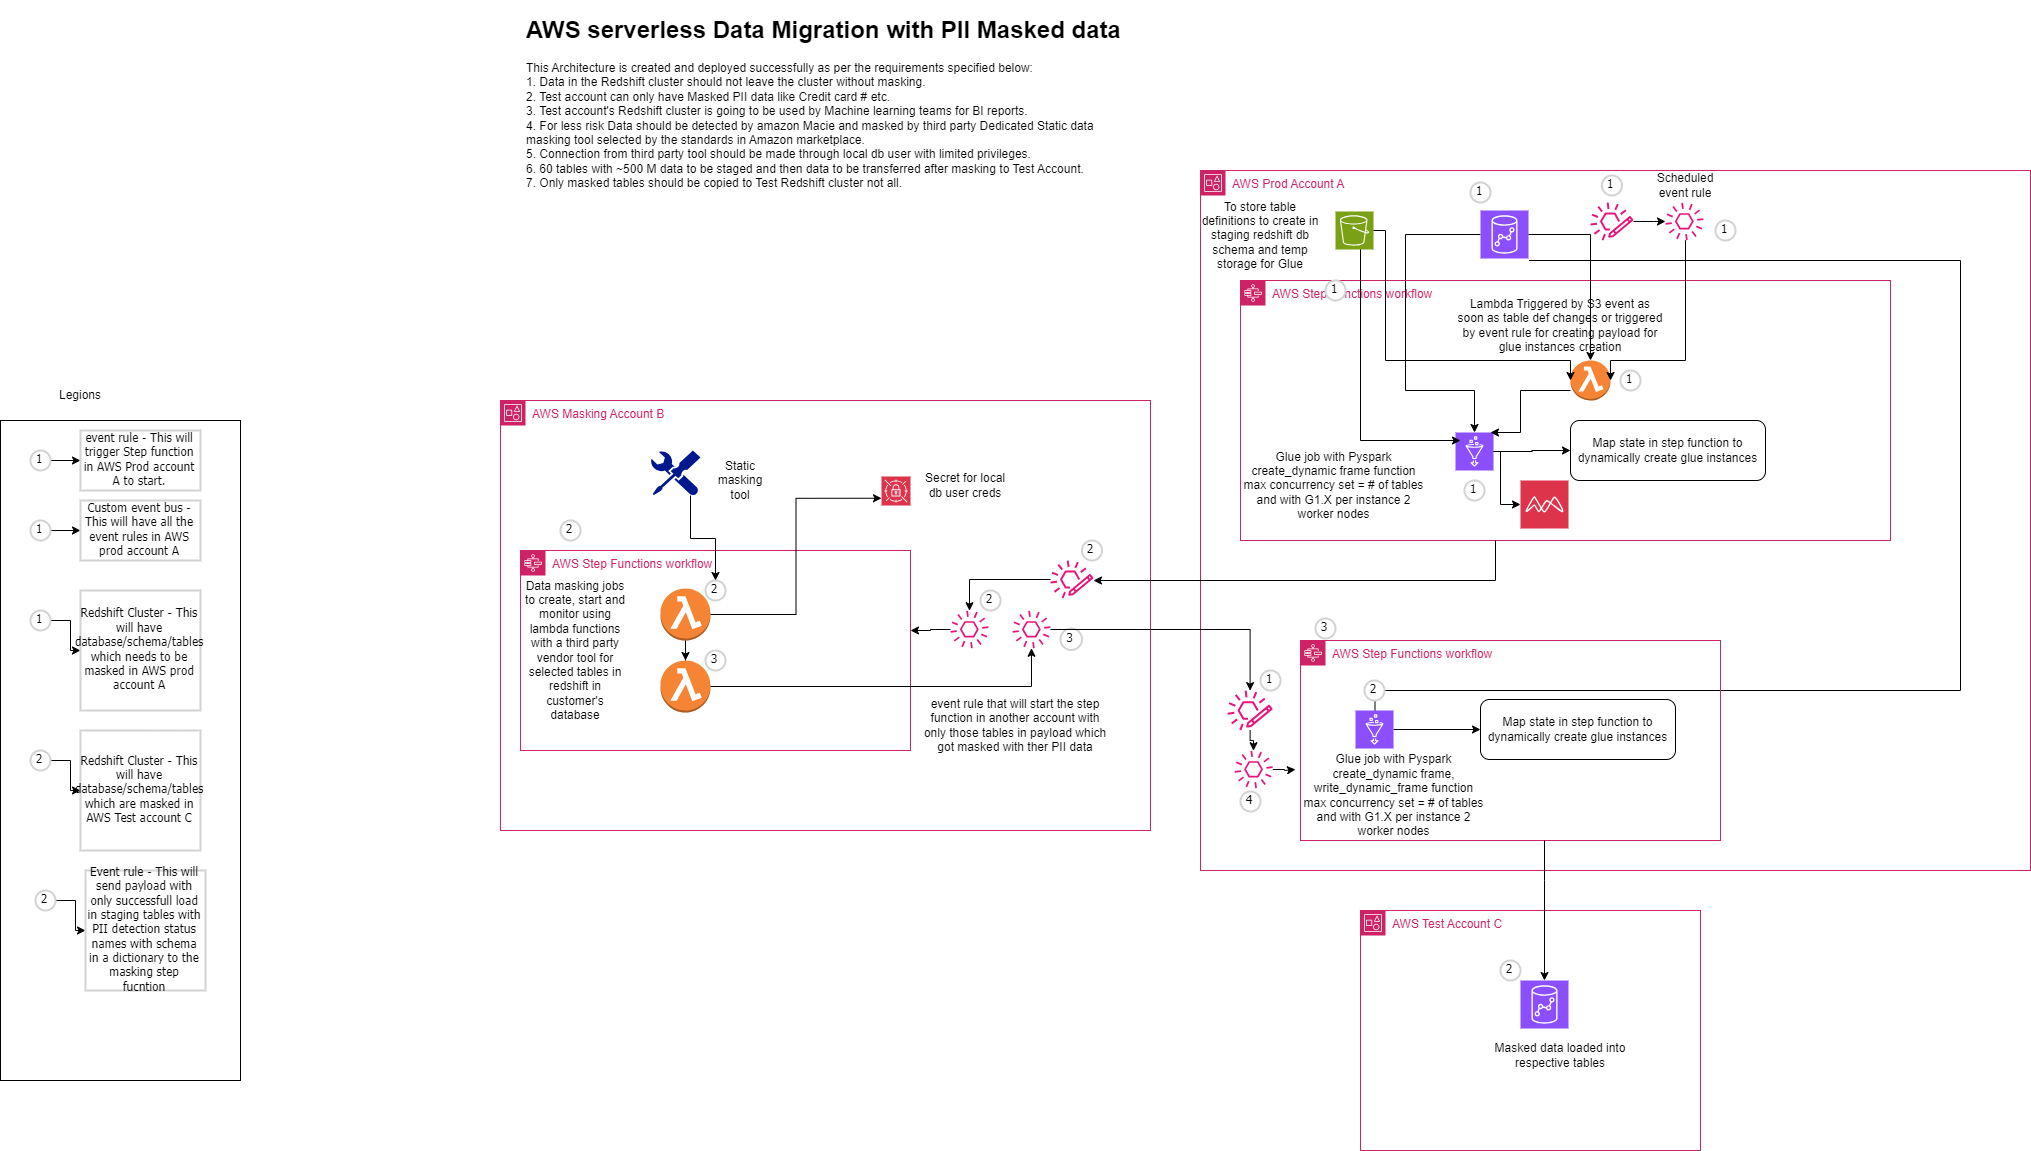 AWS serverless Data Migration with PII Masked data
This Architecture is created and deployed successfully as per the requirements specified below:
1. Data in the Redshift cluster should not leave the cluster without masking.
2. Test account can only have Masked PII data like Credit card # etc.
3. Test account's Redshift cluster is going to be used by Machine learning teams for BI reports.
4. For less risk Data should be detected by amazon Macie and masked by third party Dedicated Static data
masking tool selected by the standards in Amazon marketplace.
5. Connection from third party tool should be made through local db user with limited privileges.
6. 60 tables with ~500 M data to be staged and then data to be transferred after masking to Test Account.
7. Only masked tables should be copied to Test Redshift cluster not all.
Legions
1
event rule - This will
trigger Step function
in AWS Prod account
A to start.
1
Custom event bus -
This will have all the
event rules in AWS
prod account A
1
Redshift Cluster - This
will have
database/schema/tables
which needs to be
masked in AWS prod
account A
2
Redshift Cluster - This
will have
database/schema/tables
which are masked in
AWS Test account C
2
Event rule - This will
send payload with
only successfull load
in staging tables with
PII detection status
names with schema
in a dictionary to the
masking step
fucntion
AWS Masking Account B
Static
masking
tool
Secret for local
db user creds
2
AWS Step Functions workflow
Data masking jobs
to create, start and
monitor using
lambda functions
with a third party
vendor tool for
selected tables in
redshift in
customer's
database
2
3
2
2
3
event rule that will start the step
function in another account with
only those tables in payload which
got masked with ther PII data
AWS Prod Account A
To store table
definitions to create in
staging redshift db
schema and temp
storage for Glue
1
1
Scheduled
event rule
1
1
AWS Step Functions workflow
Lambda Triggered by S3 event as
soon as table def changes or triggered
by event rule for creating payload for
glue instances creation
1
Glue job with Pyspark
create_dynamic frame function
max concurrency set = # of tables
and with G1.X per instance 2
worker nodes
1
Map state in step function to
dynamically create glue instances
1
4
3
AWS Step Functions workflow
2
Map state in step function to
dynamically create glue instances
Glue job with Pyspark
create_dynamic frame,
write_dynamic_frame function
max concurrency set = # of tables
and with G1.X per instance 2
worker nodes
AWS Test Account C
2
Masked data loaded into
respective tables